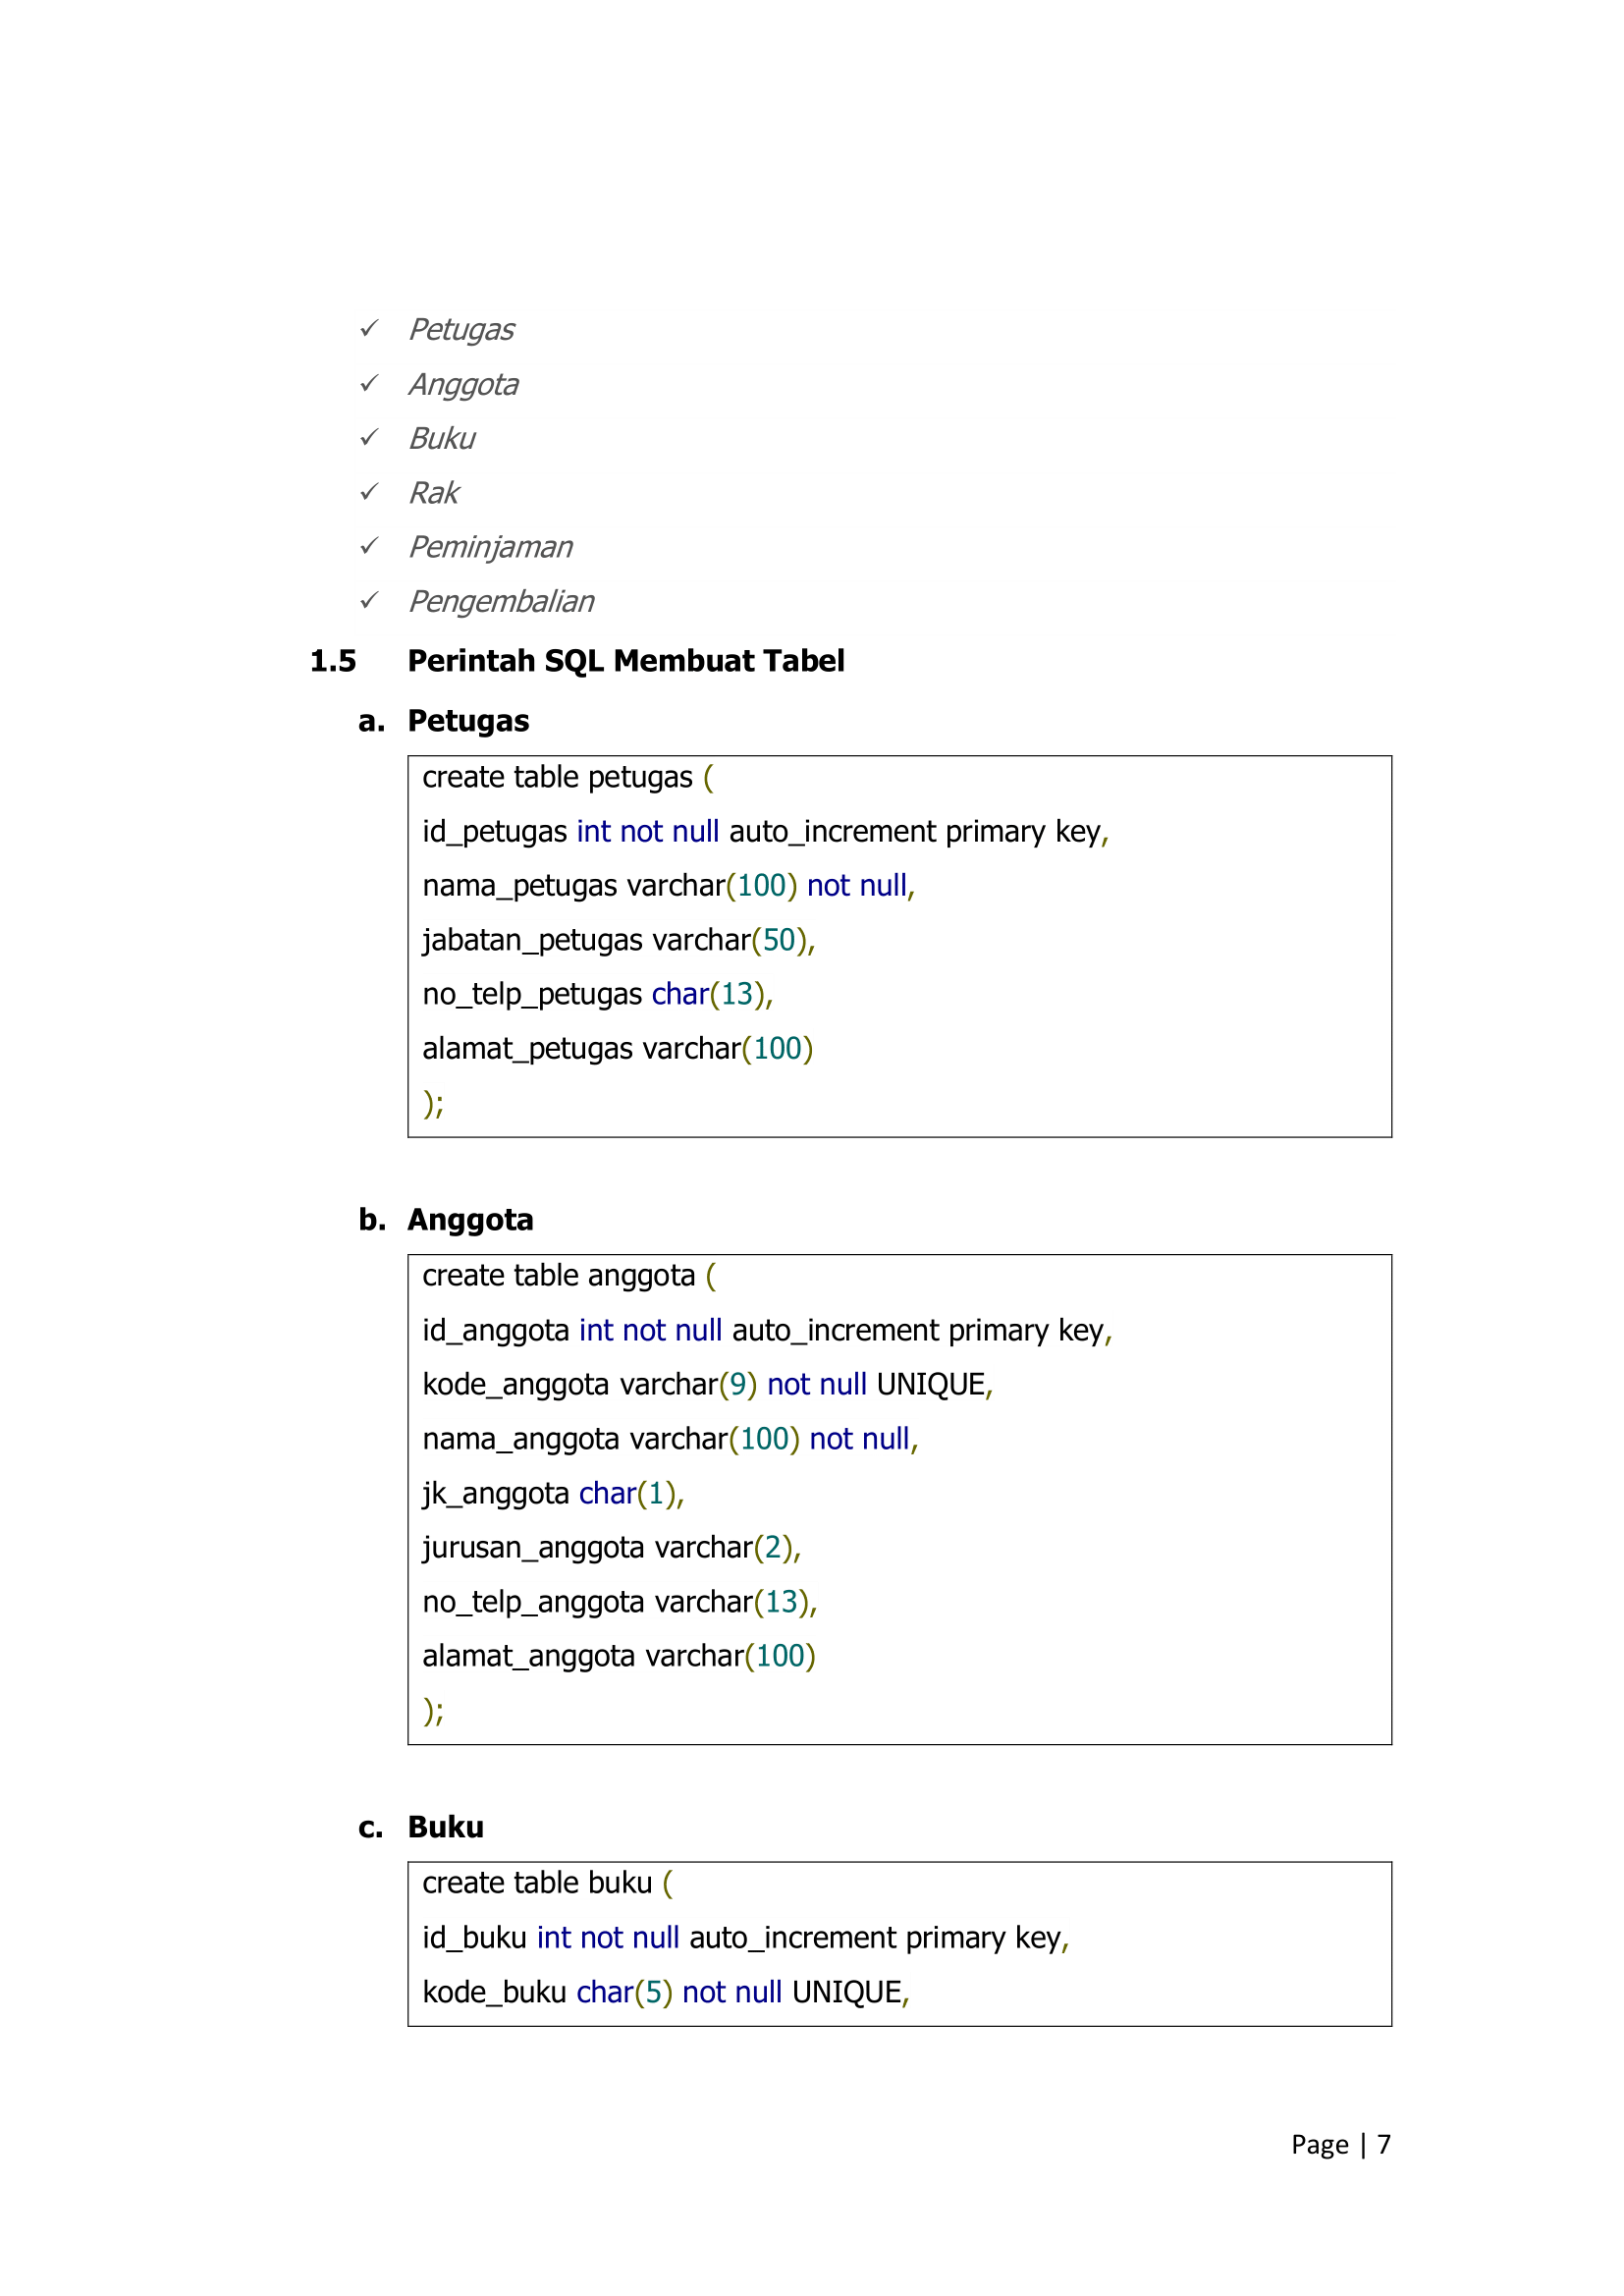 ✓ Petugas
✓ Anggota
✓ Buku
✓ Rak
✓ Peminjaman
✓ Pengembalian
1.5 Perintah SQL Membuat Tabel
a. Petugas
create table petugas (
id_petugas int not null auto_increment primary key,
nama_petugas varchar(100) not null,
jabatan_petugas varchar(50),
no_telp_petugas char(13),
alamat_petugas varchar(100)
);
b. Anggota
create table anggota (
id_anggota int not null auto_increment primary key,
kode_anggota varchar(9) not null UNIQUE,
nama_anggota varchar(100) not null,
jk_anggota char(1),
jurusan_anggota varchar(2),
no_telp_anggota varchar(13),
alamat_anggota varchar(100)
);
c. Buku
create table buku (
id_buku int not null auto_increment primary key,
kode_buku char(5) not null UNIQUE,
Page | 7